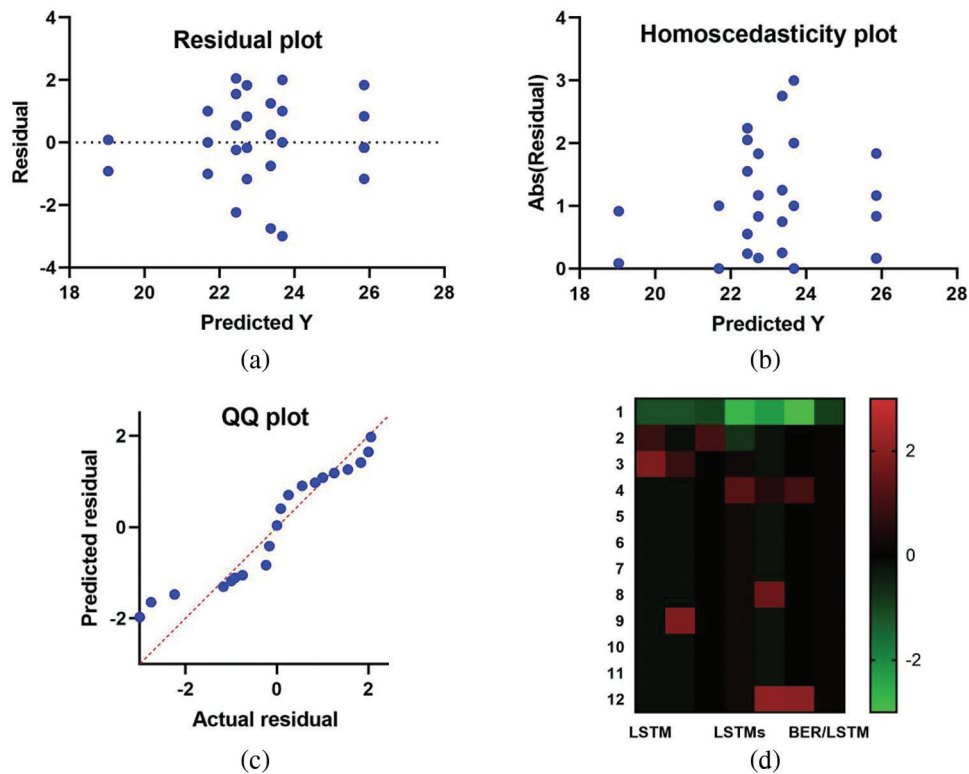 Residual plot
4
2
0
-2
-4
Residual
18 20 22 24 26 28
Predicted Y
(a)
Homoscedasticity plot
4
3
2
1
0
Abs(Residual)
18 20 22 24 26 28
Predicted Y
(b)
QQ plot
2
0
-2
Predicted residual
-2 0 2
Actual residual
(c)
1
2
3
4
5
6
7
8
9
10
11
12
LSTM LSTMs BER/LSTM
2
0
-2
(d)